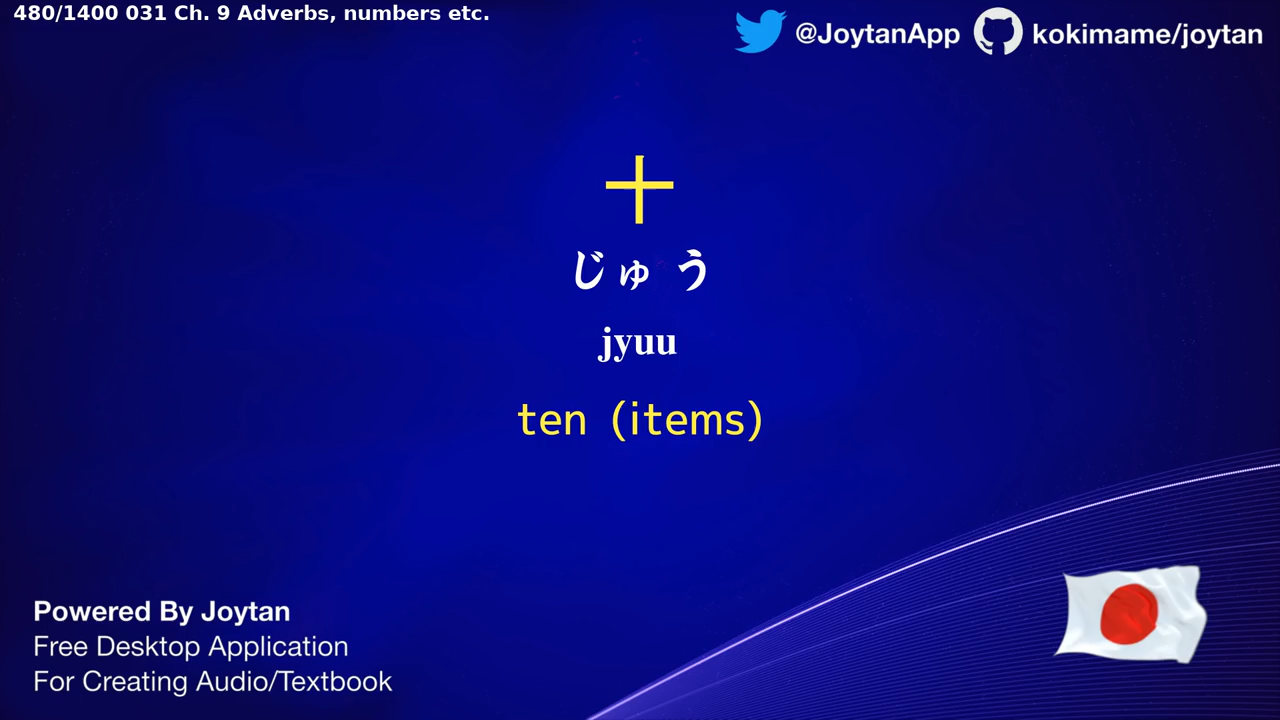 480/1400 031 Ch. 9 Adverbs, numbers etc.
@JoytanApp kokimame/joytan
十
じゅう
jyuu
ten (items)
Powered By Joytan
Free Desktop Application
For Creating Audio/Textbook